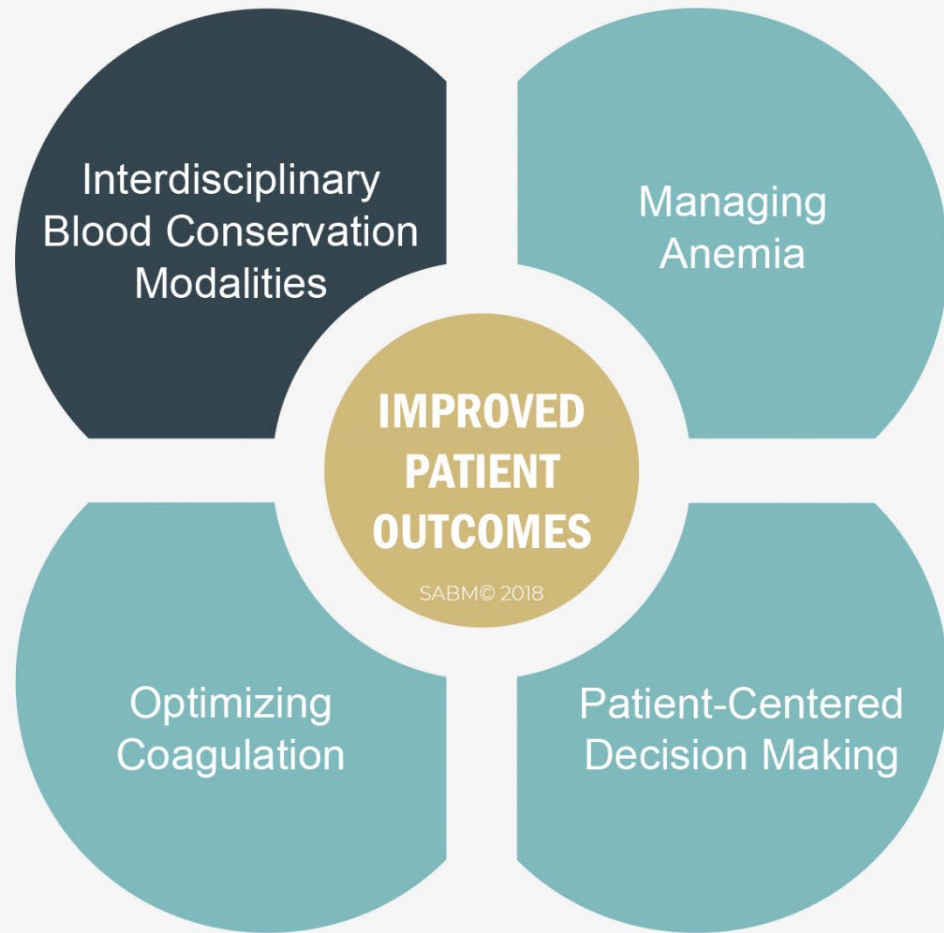 Interdisciplinary
Blood Conservation
Modalities
Managing
Anemia
IMPROVED
PATIENT
OUTCOMES
SABM© 2018
Optimizing
Coagulation
Patient-Centered
Decision Making